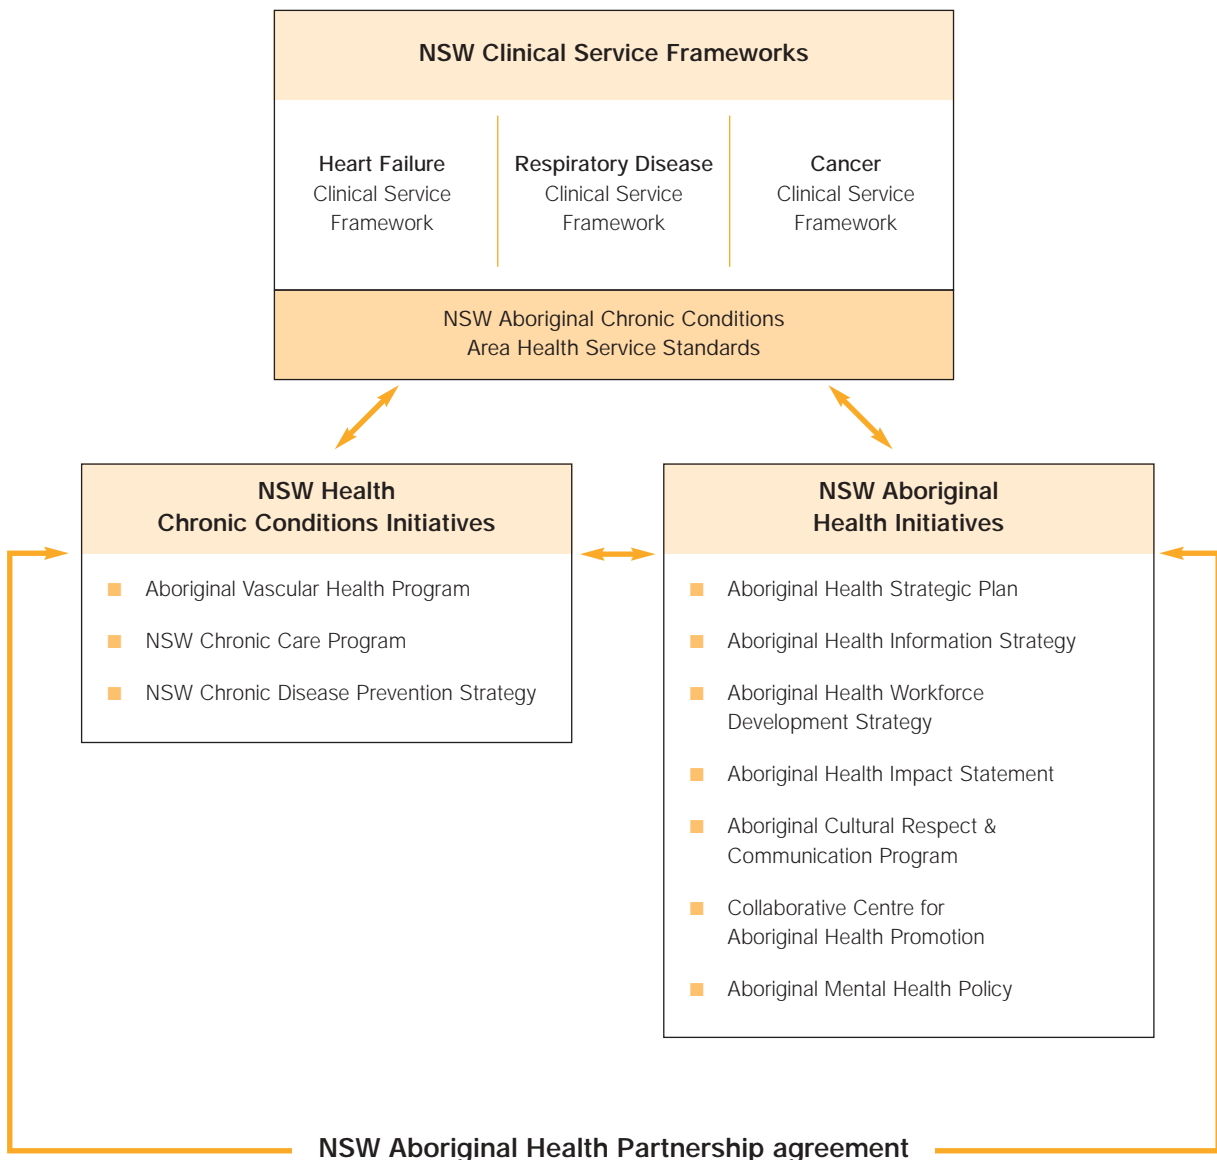 NSW Clinical Service Frameworks
Heart Failure
Clinical Service
Framework
Respiratory Disease
Clinical Service
Framework
Cancer
Clinical Service
Framework
NSW Aboriginal Chronic Conditions
Area Health Service Standards
NSW Health
Chronic Conditions Initiatives
Aboriginal Vascular Health Program
NSW Chronic Care Program
NSW Chronic Disease Prevention Strategy
NSW Aboriginal
Health Initiatives
Aboriginal Health Strategic Plan
Aboriginal Health Information Strategy
Aboriginal Health Workforce
Development Strategy
Aboriginal Health Impact Statement
Aboriginal Cultural Respect &
Communication Program
Collaborative Centre for
Aboriginal Health Promotion
Aboriginal Mental Health Policy
NSW Aboriginal Health Partnership agreement